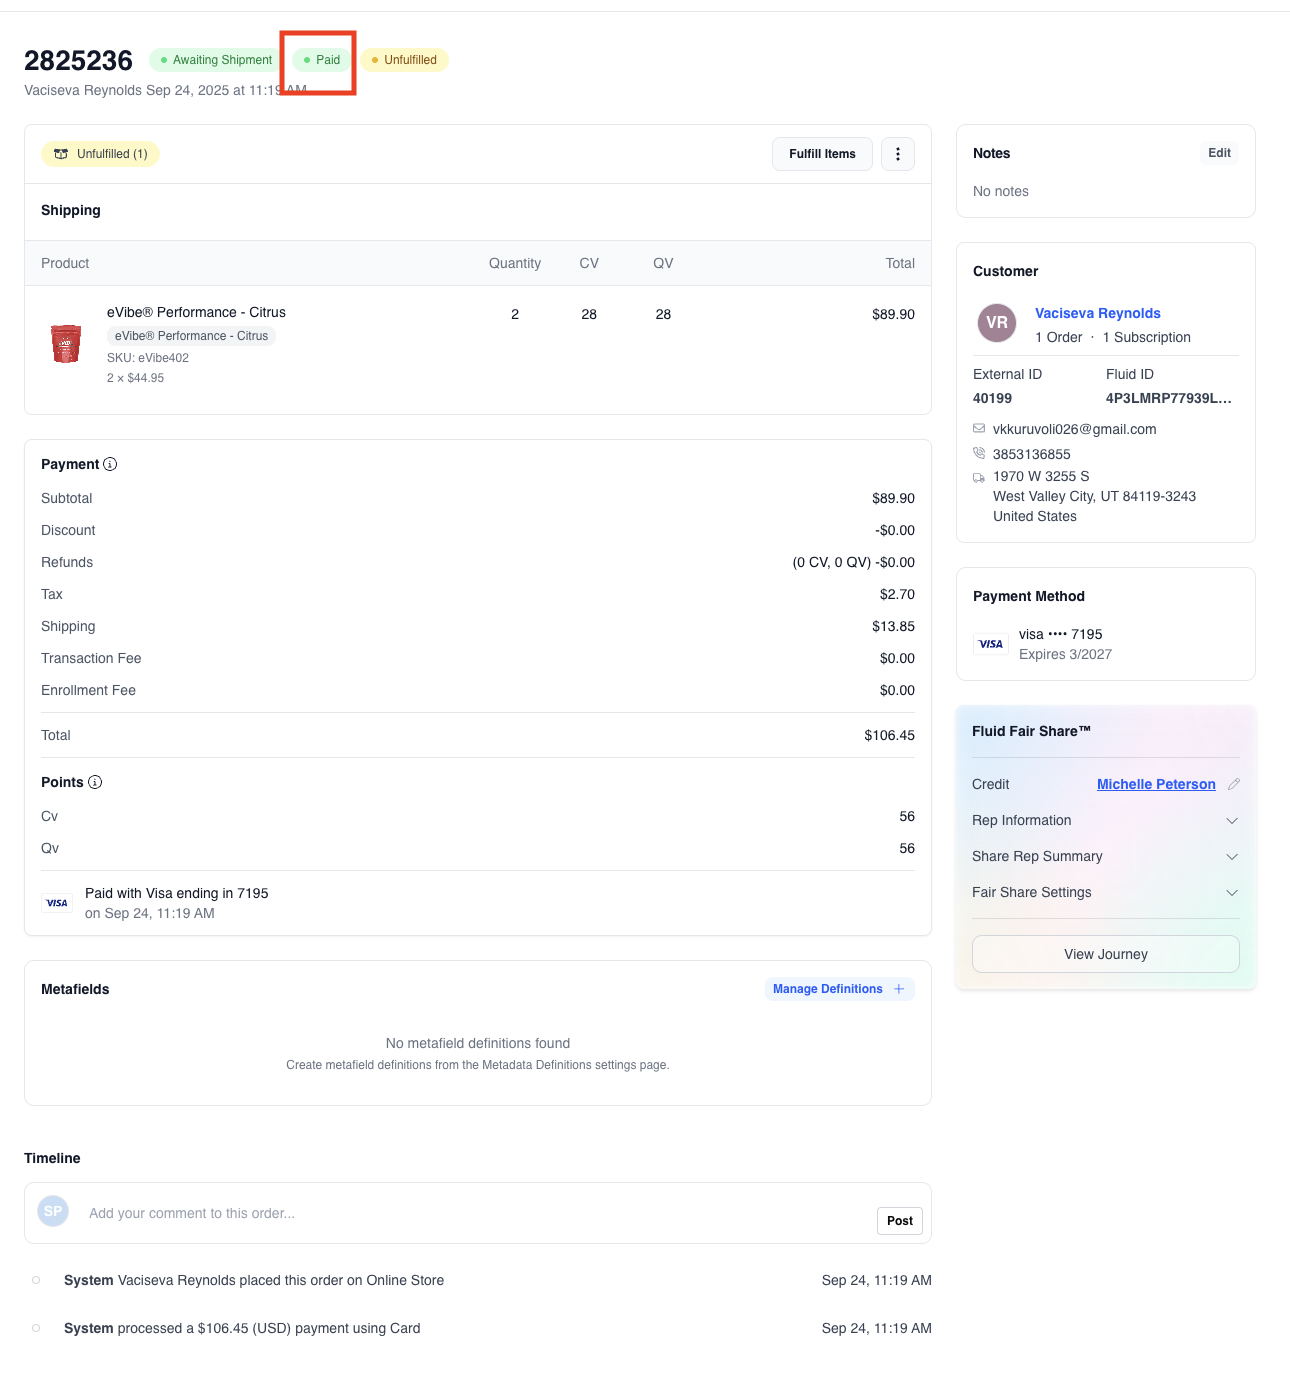 2825236 Awaiting Shipment Paid Unfulfilled
Vaciseva Reynolds Sep 24, 2025 at 11:19 AM
Unfulfilled (1) Fulfill Items
Shipping
Product Quantity CV QV Total
eVibe® Performance - Citrus 2 28 28 $89.90
eVibe® Performance - Citrus
SKU: eVibe402
2 × $44.95
Payment
Subtotal $89.90
Discount -$0.00
Refunds (0 CV, 0 QV) -$0.00
Tax $2.70
Shipping $13.85
Transaction Fee $0.00
Enrollment Fee $0.00
Total $106.45
Points
Cv 56
Qv 56
VISA Paid with Visa ending in 7195
on Sep 24, 11:19 AM
Metafields Manage Definitions
No metafield definitions found
Create metafield definitions from the Metadata Definitions settings page.
Timeline
SP Add your comment to this order...
Post
System Vaciseva Reynolds placed this order on Online Store Sep 24, 11:19 AM
System processed a $106.45 (USD) payment using Card Sep 24, 11:19 AM
Notes Edit
No notes
Customer
VR Vaciseva Reynolds
1 Order · 1 Subscription
External ID Fluid ID
40199 4P3LMRP77939L...
vkkuruvoli026@gmail.com
3853136855
1970 W 3255 S
West Valley City, UT 84119-3243
United States
Payment Method
VISA visa •••• 7195
Expires 3/2027
Fluid Fair Share™
Credit Michelle Peterson
Rep Information
Share Rep Summary
Fair Share Settings
View Journey